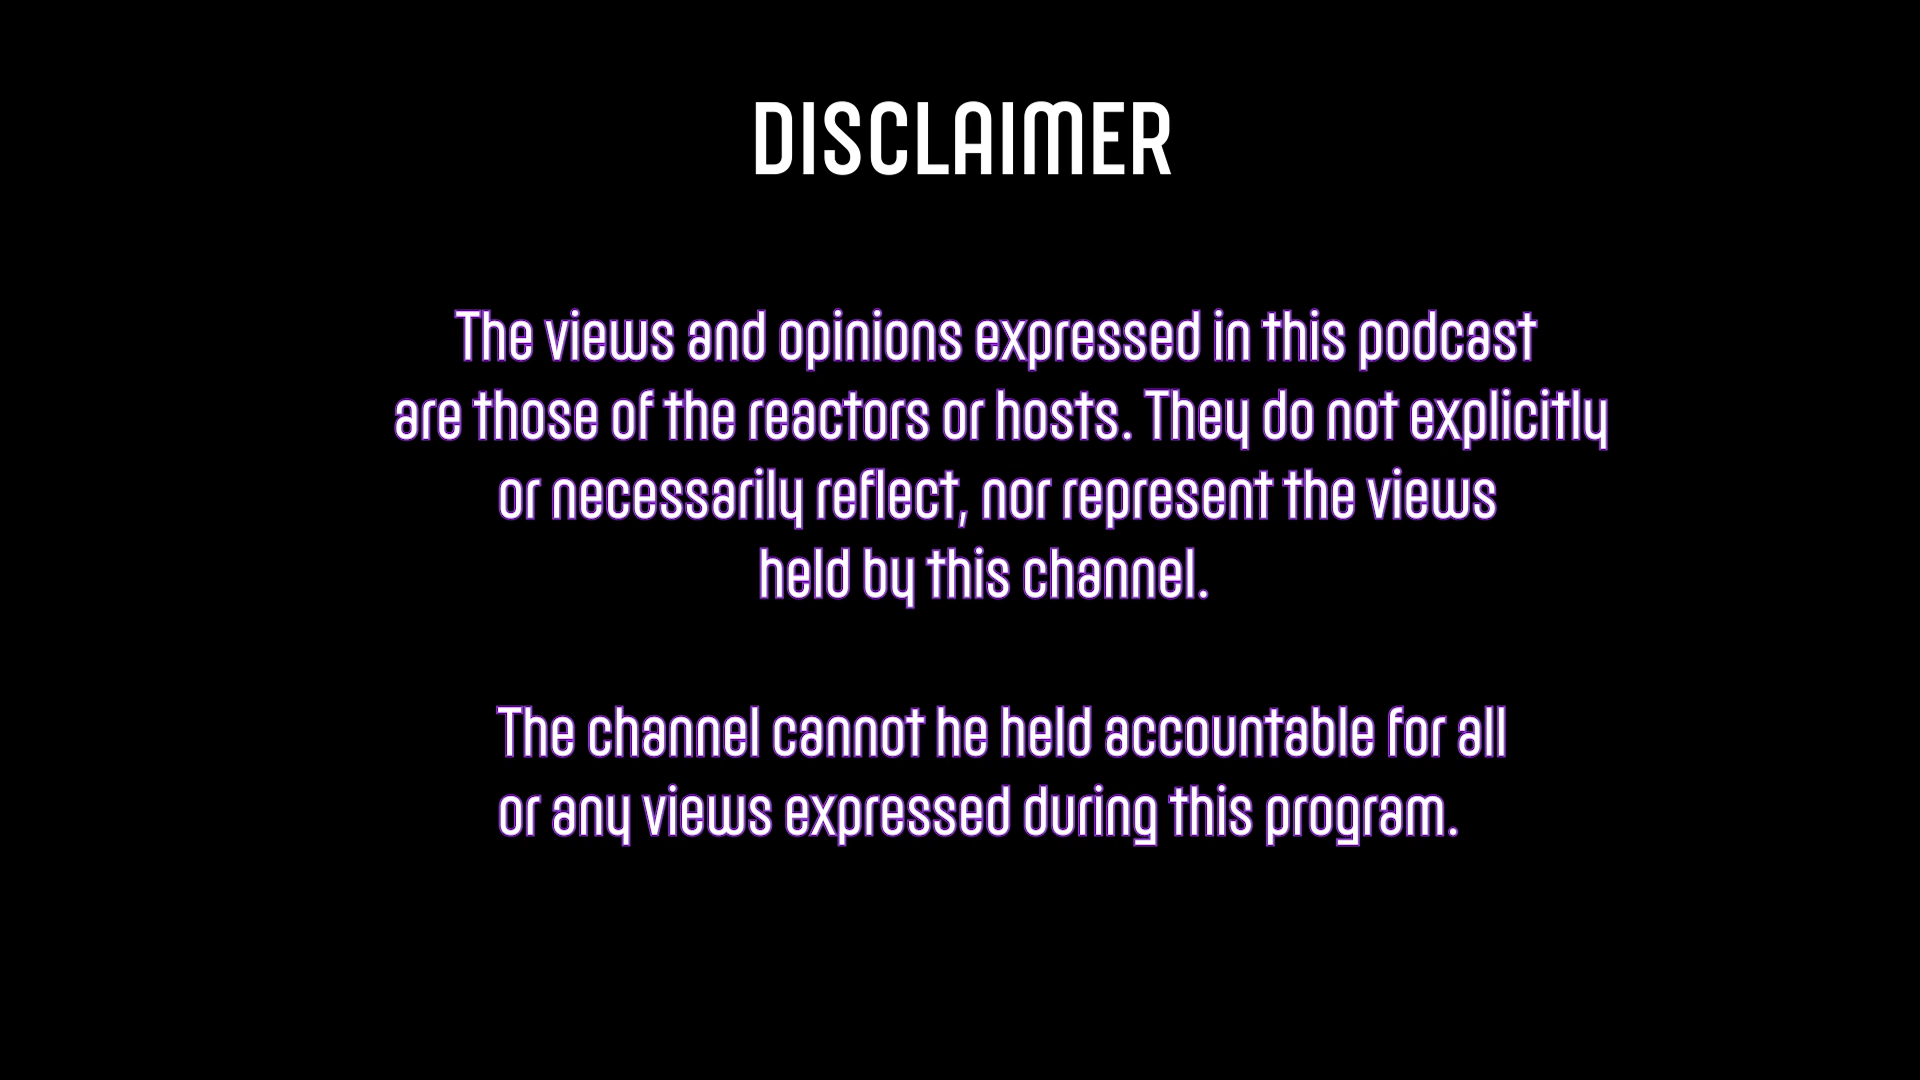 DISCLAIMER
The views and opinions expressed in this podcast
are those of the reactors or hosts. They do not explicitly
or necessarily reflect, nor represent the views
held by this channel.
The channel cannot he held accountable for all
or any views expressed during this program.